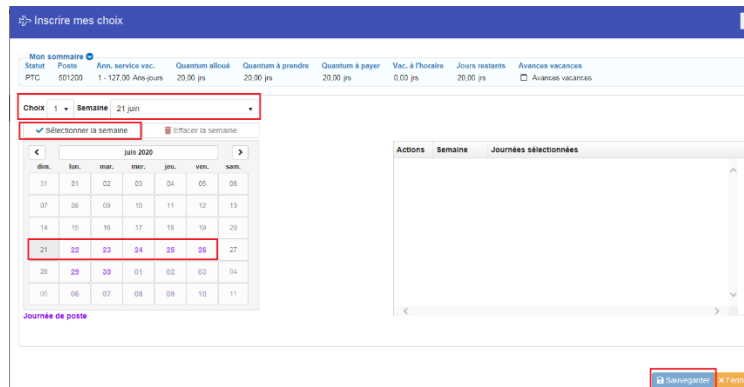 Inscrire mes choix
Mon sommaire
Statut Poste Ann. service vac. Quantum alloué Quantum à prendre Quantum à payer Vac. à l'horaire Jours restants Avances vacances
PTC 501200 1 - 127,00 Ans-jours 20,00 jrs 20,00 jrs 20,00 jrs 0,00 jrs 20,00 jrs Avances vacances
Choix 1 Semaine 21 juin
Sélectionner la semaine Effacer la semaine
juin 2020
dim. lun. mar. mer. jeu. ven. sam.
31 01 02 03 04 05 06
07 08 09 10 11 12 13
14 15 16 17 18 19 20
21 22 23 24 25 26 27
28 29 30 01 02 03 04
05 06 07 08 09 10 11
Journée de poste
Actions Semaine Journées sélectionnées
Sauvegarder